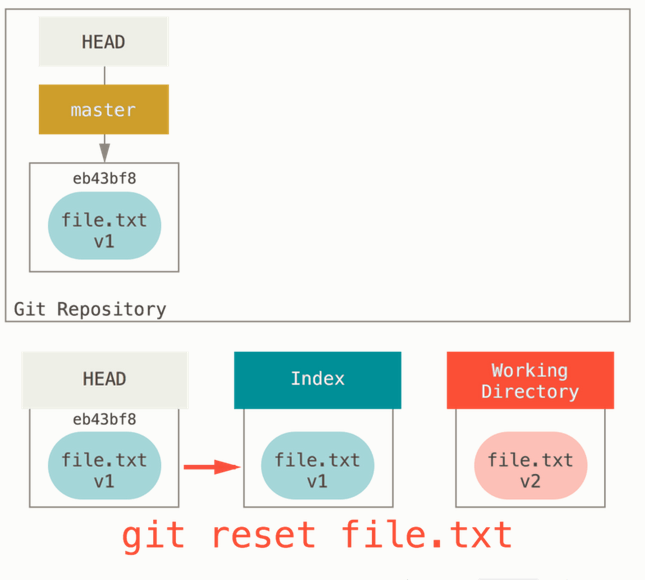 HEAD
master
eb43bf8
file.txt
v1
Git Repository
HEAD
Index
Working
Directory
eb43bf8
file.txt
v1
file.txt
v1
file.txt
v2
git reset file.txt